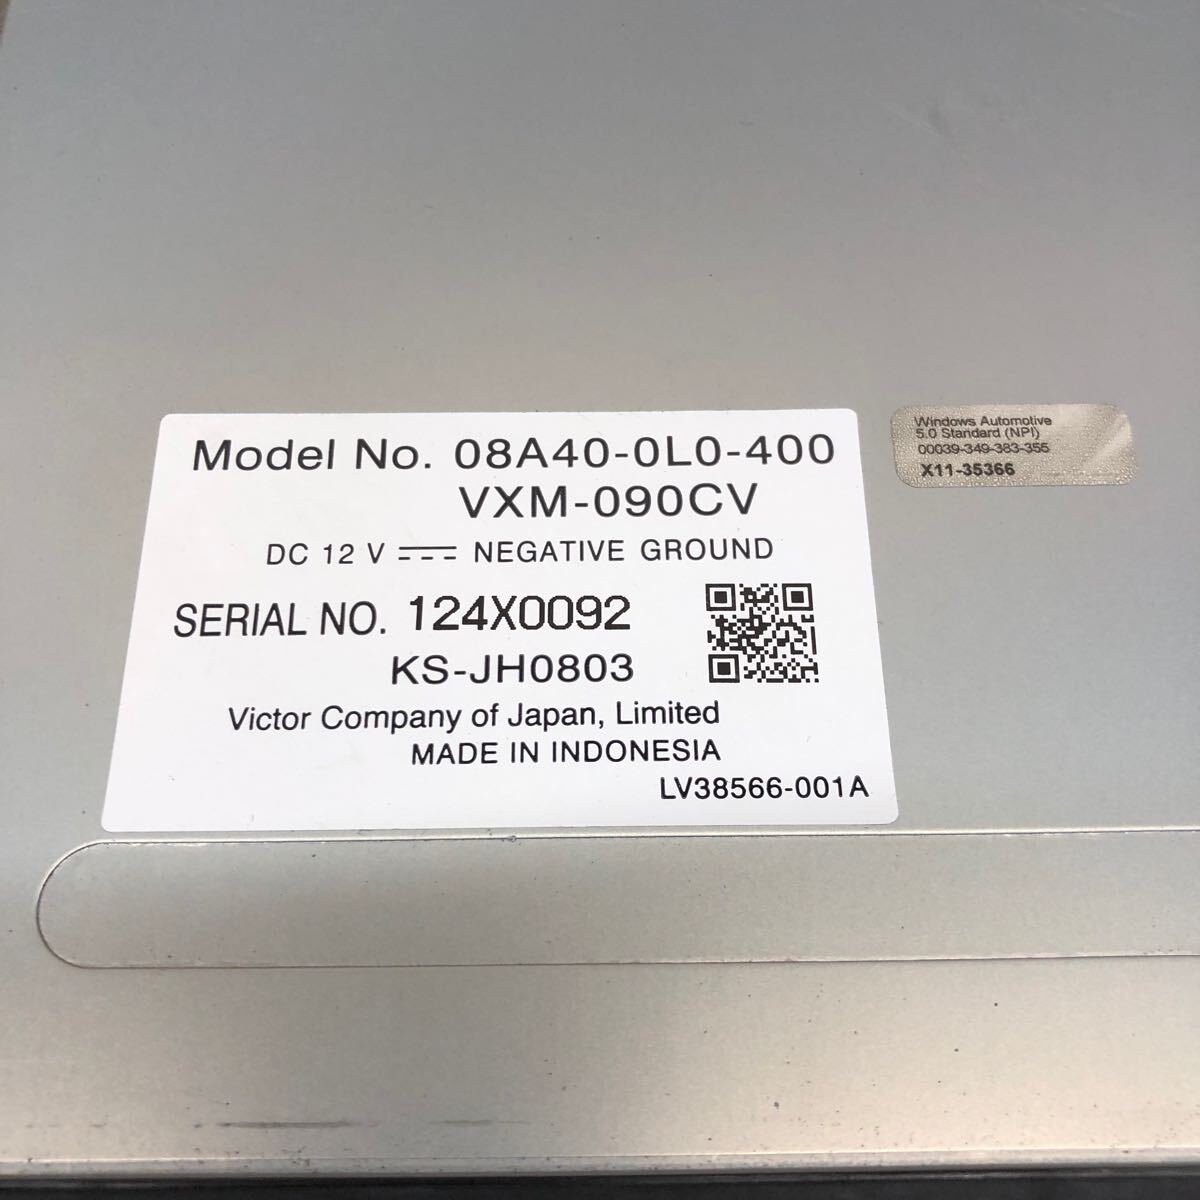 Model No. 08A40-0L0-400
VXM-090CV
DC 12 V NEGATIVE GROUND
SERIAL NO. 124X0092
KS-JH0803
Victor Company of Japan, Limited
MADE IN INDONESIA
LV38566-001A
Windows Automotive
5.0 Standard (NPI)
00039-349-383-355
X11-35366